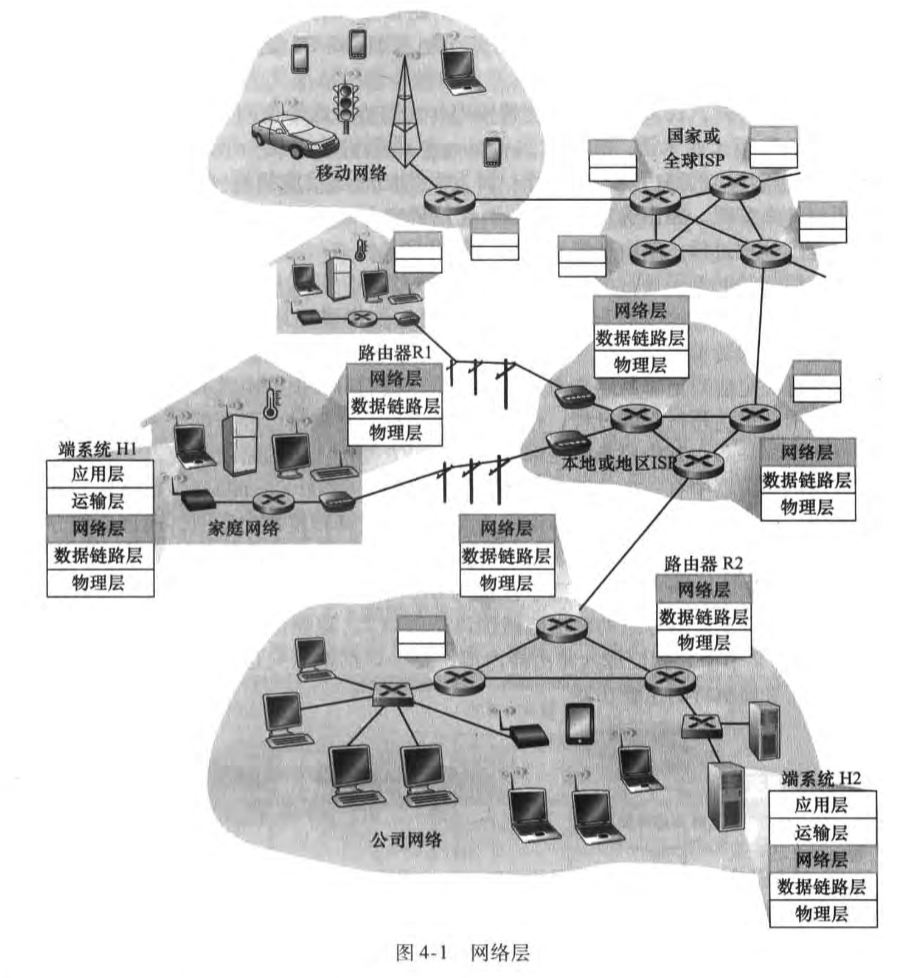 移动网络
国家或
全球ISP
网络层
数据链路层
物理层
路由器R1
网络层
数据链路层
物理层
端系统 H1
应用层
运输层
网络层
数据链路层
物理层
家庭网络
本地或地区ISP
网络层
数据链路层
物理层
网络层
数据链路层
物理层
路由器 R2
网络层
数据链路层
物理层
公司网络
端系统 H2
应用层
运输层
网络层
数据链路层
物理层
图 4-1 网络层